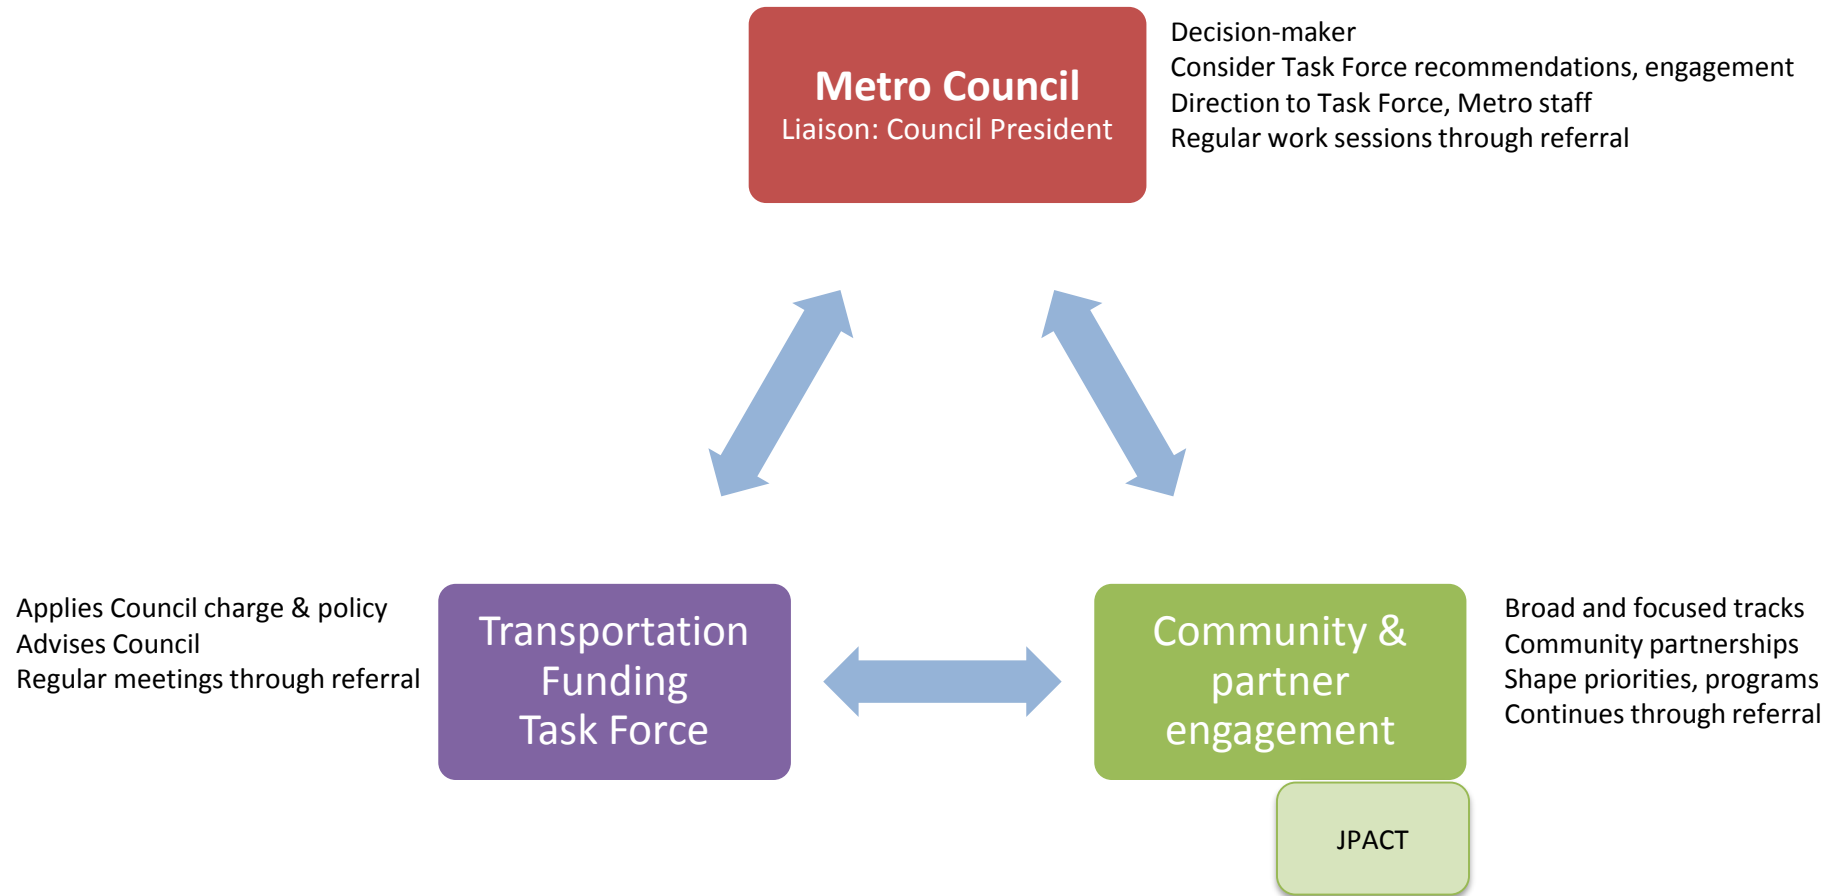 Metro Council
Liaison: Council President
Decision-maker
Consider Task Force recommendations, engagement
Direction to Task Force, Metro staff
Regular work sessions through referral
Applies Council charge & policy
Advises Council
Regular meetings through referral
Transportation
Funding
Task Force
Community &
partner
engagement
Broad and focused tracks
Community partnerships
Shape priorities, programs
Continues through referral
JPACT